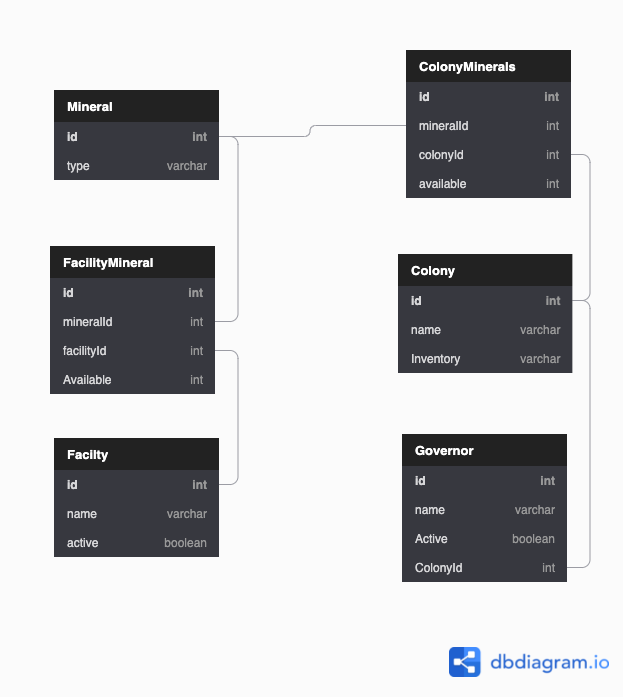 Mineral
id int
type varchar
FacilityMineral
id int
mineralId int
facilityId int
Available int
Facilty
id int
name varchar
active boolean
ColonyMinerals
id int
mineralId int
colonyId int
available int
Colony
id int
name varchar
Inventory varchar
Governor
id int
name varchar
Active boolean
ColonyId int
dbdiagram.io